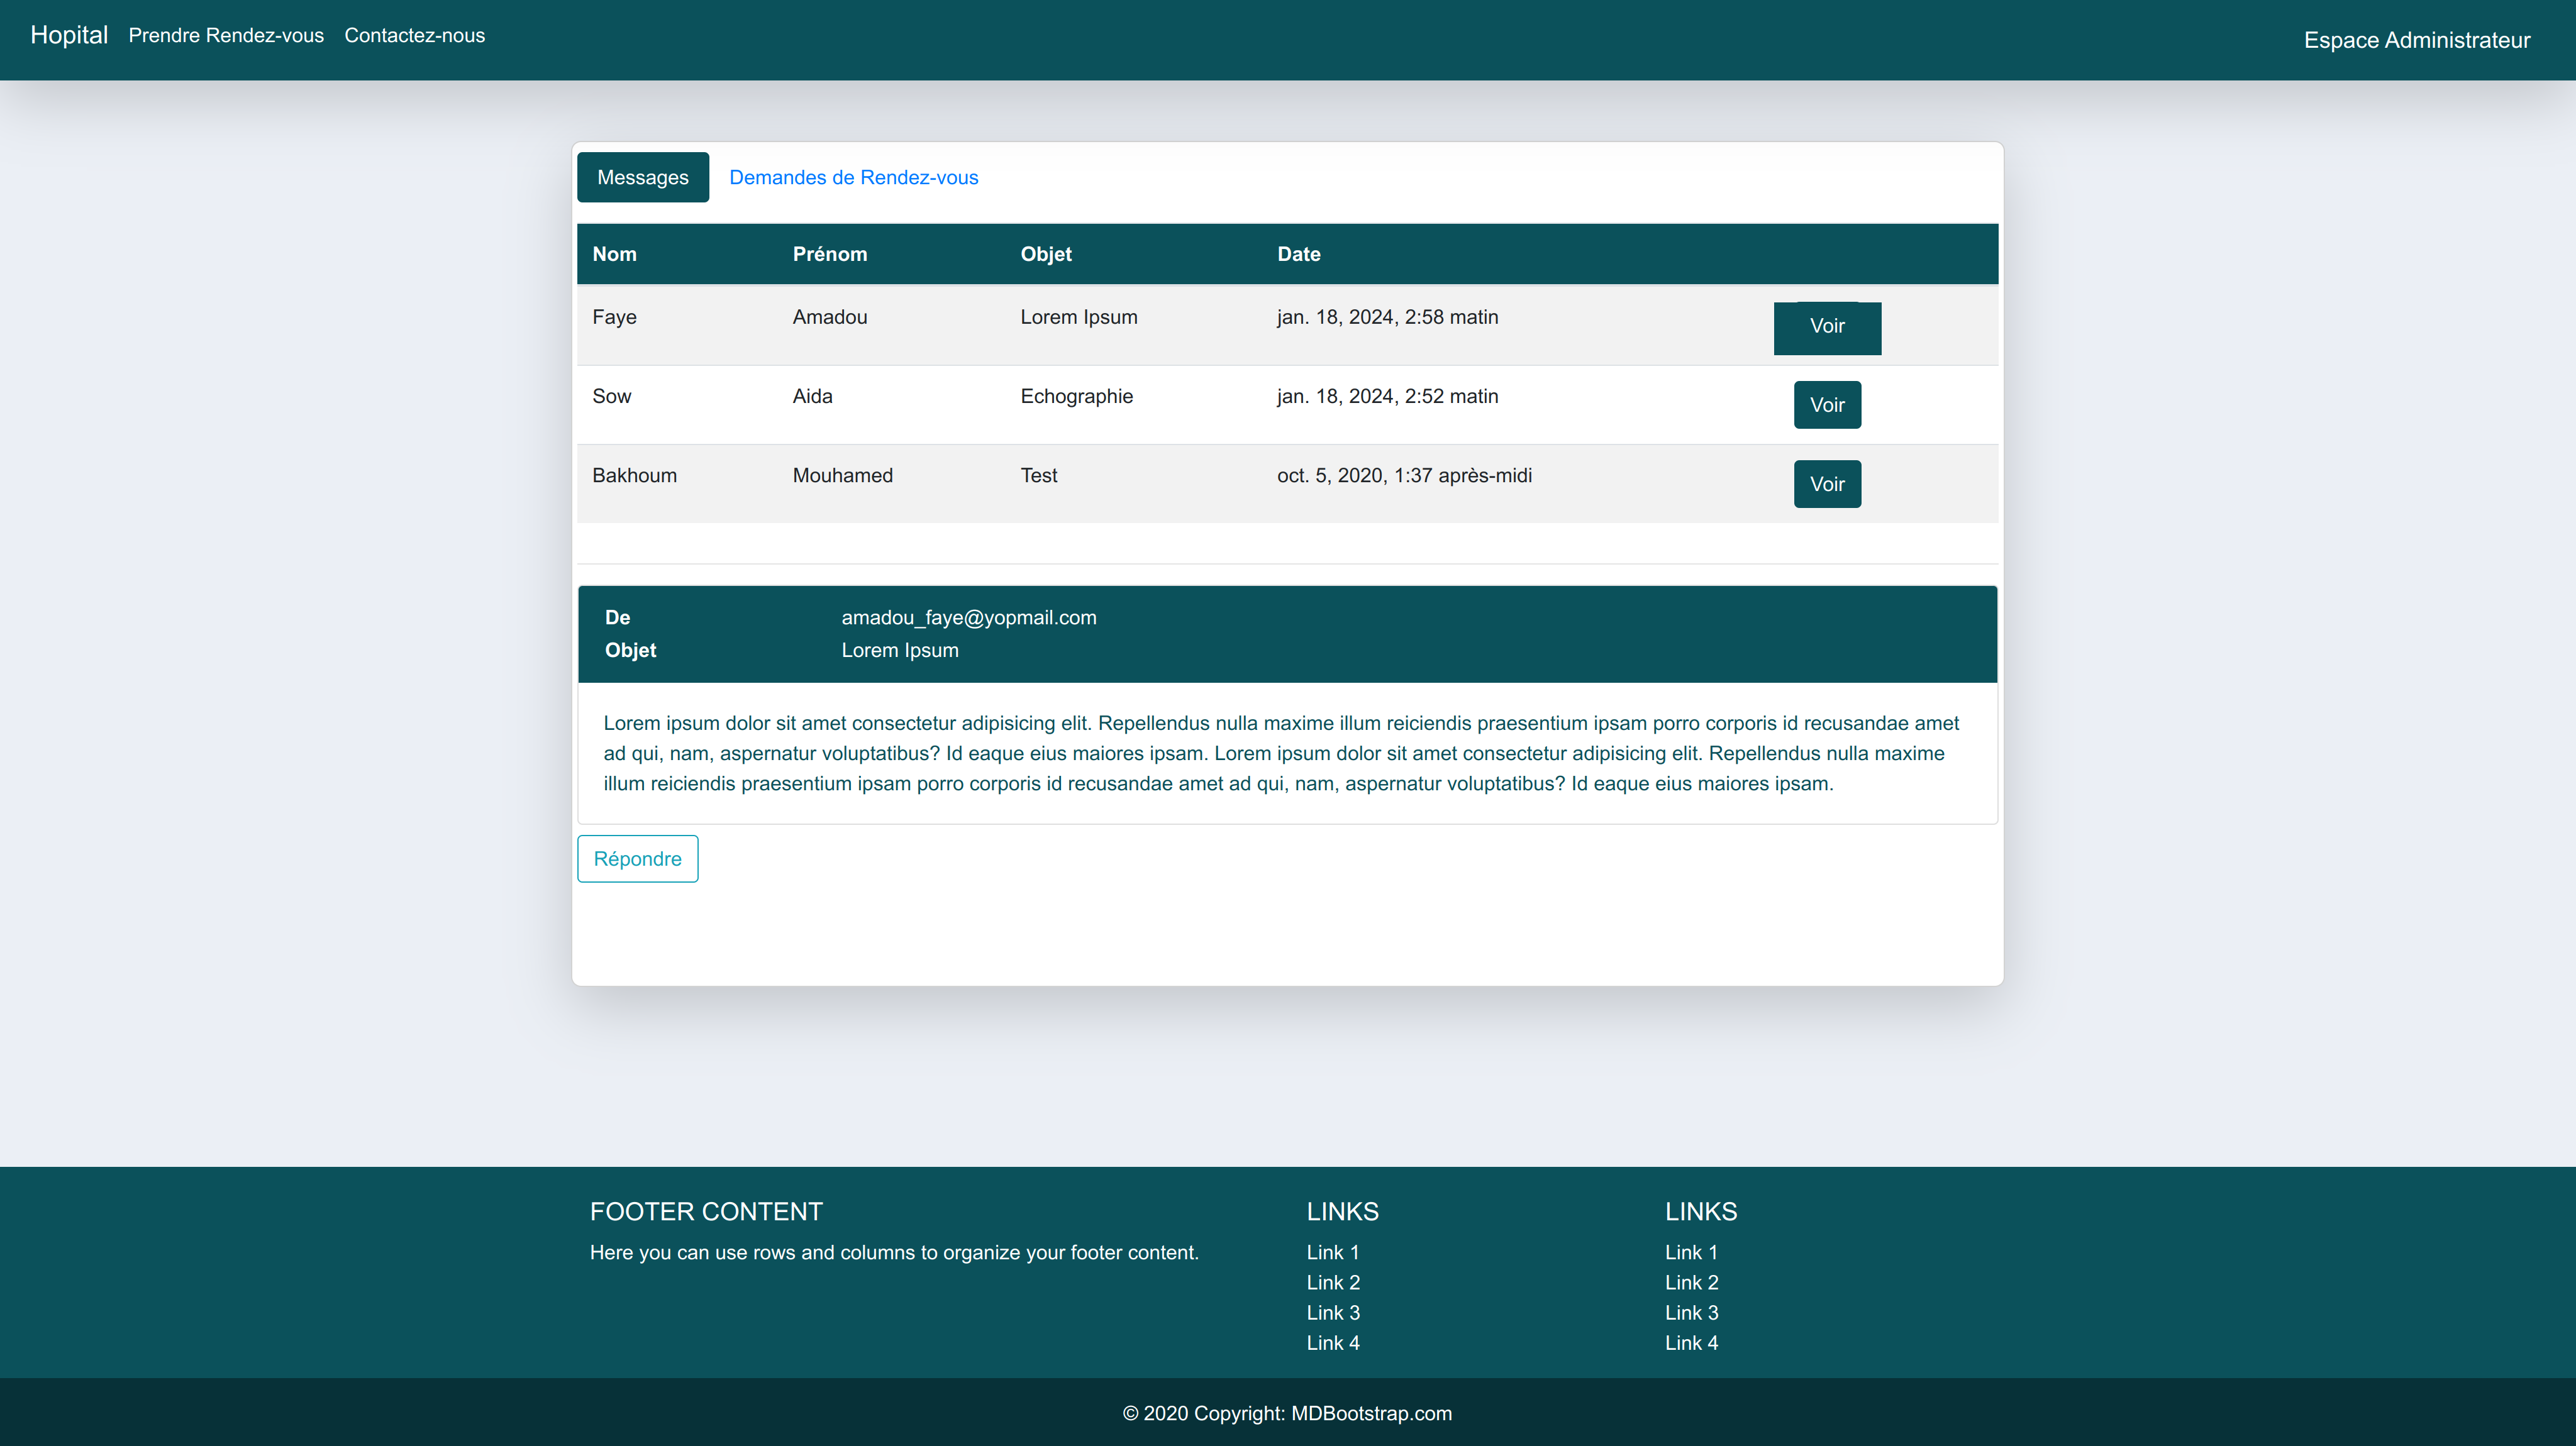 Hopital Prendre Rendez-vous Contactez-nous Espace Administrateur
Messages Demandes de Rendez-vous
Nom Prénom Objet Date
Faye Amadou Lorem Ipsum jan. 18, 2024, 2:58 matin Voir
Sow Aida Echographie jan. 18, 2024, 2:52 matin Voir
Bakhoum Mouhamed Test oct. 5, 2020, 1:37 après-midi Voir
De amadou_faye@yopmail.com
Objet Lorem Ipsum
Lorem ipsum dolor sit amet consectetur adipisicing elit. Repellendus nulla maxime illum reiciendis praesentium ipsam porro corporis id recusandae amet
ad qui, nam, aspernatur voluptatibus? Id eaque eius maiores ipsam. Lorem ipsum dolor sit amet consectetur adipisicing elit. Repellendus nulla maxime
illum reiciendis praesentium ipsam porro corporis id recusandae amet ad qui, nam, aspernatur voluptatibus? Id eaque eius maiores ipsam.
Répondre
FOOTER CONTENT LINKS LINKS
Here you can use rows and columns to organize your footer content. Link 1 Link 1
Link 2 Link 2
Link 3 Link 3
Link 4 Link 4
© 2020 Copyright: MDBootstrap.com